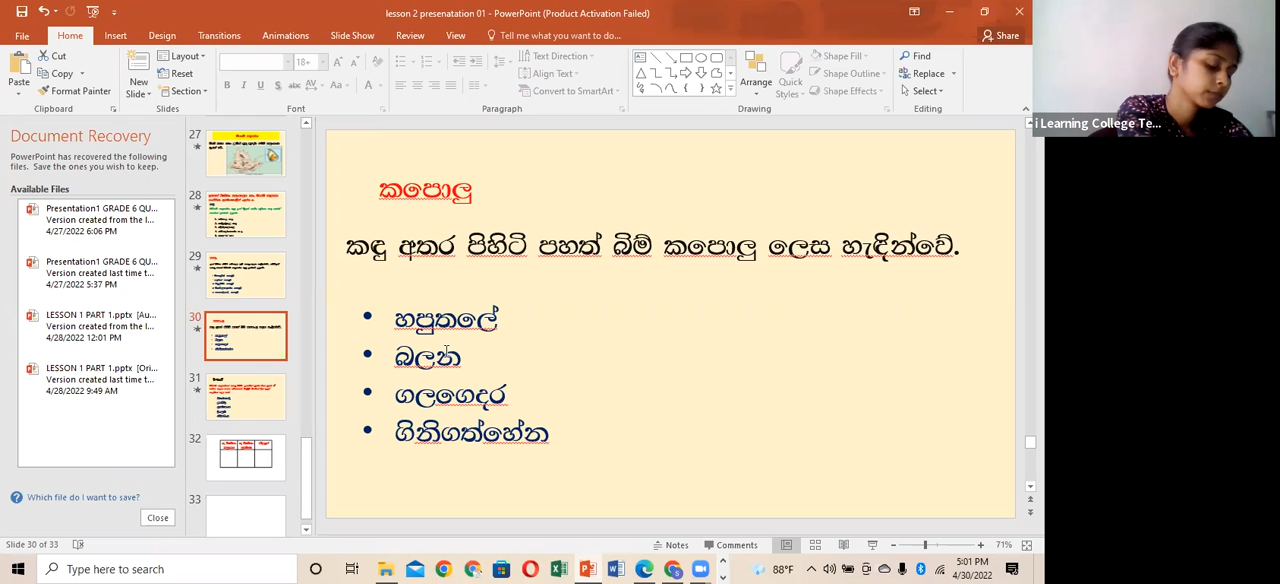 lesson 2 presenatation 01 - PowerPoint (Product Activation Failed)
File Home Insert Design Transitions Animations Slide Show Review View Tell me what you want to do... Share
Paste Cut Copy Format Painter
Clipboard
New Slide Layout Reset Section
Slides
18+
B I U S abc AV Aa A
Font
Text Direction Align Text Convert to SmartArt
Paragraph
Arrange Quick Styles Shape Fill Shape Outline Shape Effects
Drawing
Find Replace Select
Editing
i Learning College Te...
Document Recovery
PowerPoint has recovered the following files. Save the ones you wish to keep.
Available Files
Presentation1 GRADE 6 QU...
Version created from the l...
4/27/2022 6:06 PM
Presentation1 GRADE 6 QU...
Version created last time t...
4/27/2022 5:37 PM
LESSON 1 PART 1.pptx [Au...
Version created from the l...
4/28/2022 12:01 PM
LESSON 1 PART 1.pptx [Ori...
Version created last time t...
4/28/2022 9:49 AM
Which file do I want to save?
Close
27
28
29
30
31
32
33
කපොලු
කඳු අතර පිහිටි පහත් බිම් කපොලු ලෙස හැඳින්වේ.
• හපුතලේ
• බලන
• ගලගෙදර
• ගිනිගත්හේන
Slide 30 of 33 Notes Comments 71%
Type here to search
88°F
5:01 PM
4/30/2022